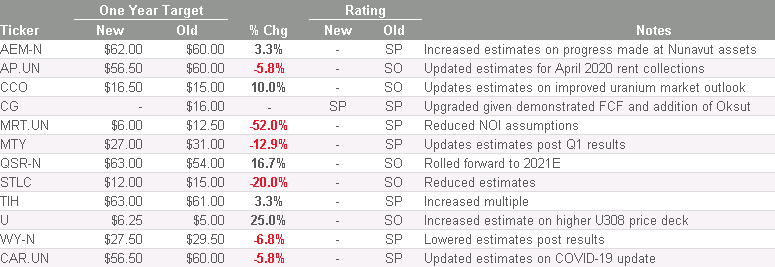 One Year Target Rating
Ticker New Old % Chg New Old Notes
AEM-N $62.00 $60.00 3.3% - SP Increased estimates on progress made at Nunavut assets
AP.UN $56.50 $60.00 -5.8% - SO Updated estimates for April 2020 rent collections
CCO $16.50 $15.00 10.0% - SO Updates estimates on improved uranium market outlook
CG - $16.00 - SP SP Upgraded given demonstrated FCF and addition of Oksut
MRT.UN $6.00 $12.50 -52.0% - SP Reduced NOI assumptions
MTY $27.00 $31.00 -12.9% - SP Updates estimates post Q1 results
QSR-N $63.00 $54.00 16.7% - SO Rolled forward to 2021E
STLC $12.00 $15.00 -20.0% - SO Reduced estimates
TIH $63.00 $61.00 3.3% - SP Increased multiple
U $6.25 $5.00 25.0% - SO Increased estimate on higher U308 price deck
WY-N $27.50 $29.50 -6.8% - SP Lowered estimates post results
CAR.UN $56.50 $60.00 -5.8% - SP Updated estimates on COVID-19 update